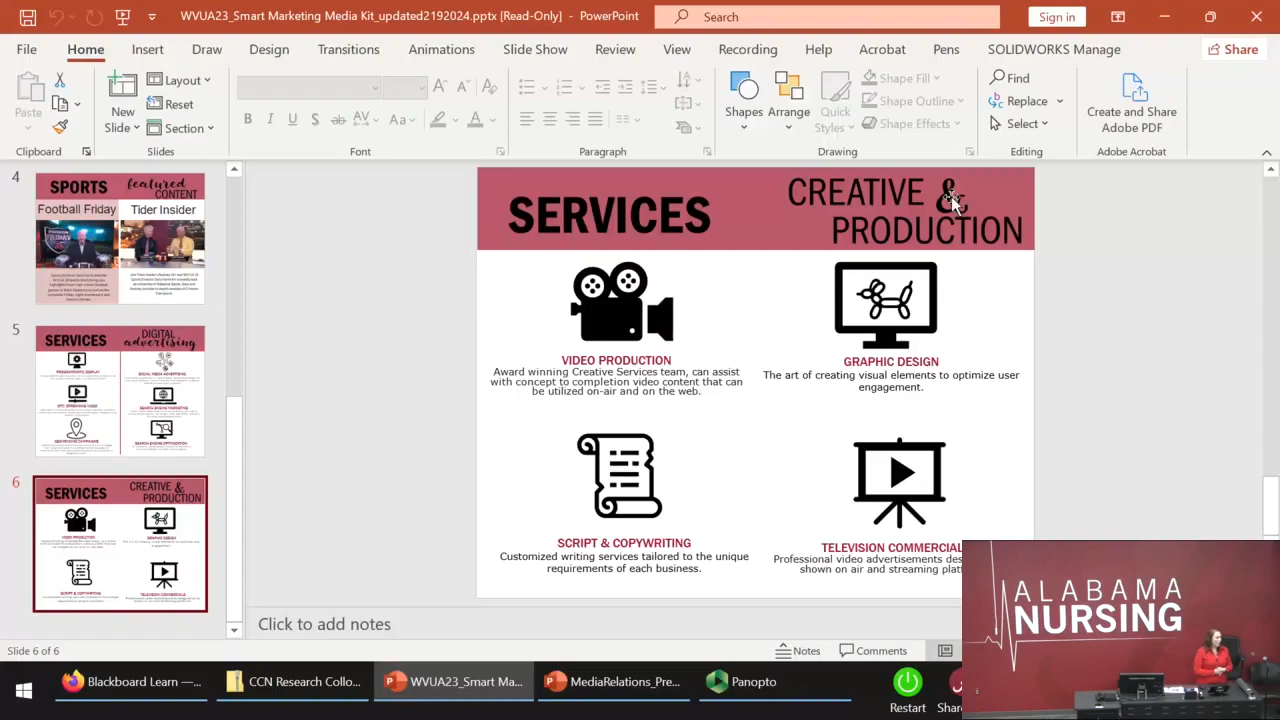 WVUA23_Smart Marketing Media Kit_updated2192024.pptx [Read-Only] - PowerPoint
Search
Sign in
File Home Insert Draw Design Transitions Animations Slide Show Review View Recording Help Acrobat Pens SOLIDWORKS Manage
Share
Paste
Clipboard
New Slide
Layout
Reset
Section
Slides
Font
Paragraph
Shapes
Arrange
Quick Styles
Shape Fill
Shape Outline
Shape Effects
Drawing
Find
Replace
Select
Editing
Create and Share Adobe PDF
Adobe Acrobat
4
SPORTS
featured
CONTENT
Football Friday
Tider Insider
5
SERVICES
DIGITAL
advertising
6
SERVICES
CREATIVE &
PRODUCTION
SERVICES
CREATIVE &
PRODUCTION
VIDEO PRODUCTION
Award winning Creative Services team, can assist
with concept to completion video content that can
be utilized on-air and on the web.
GRAPHIC DESIGN
The art of creating visual elements to optimize user
engagement.
SCRIPT & COPYWRITING
Customized writing services tailored to the unique
requirements of each business.
TELEVISION COMMERCIAL
Professional video advertisements des
shown on air and streaming platf
Click to add notes
Slide 6 of 6
Notes
Comments
ALABAMA
NURSING
Blackboard Learn —...
CCN Research Collo...
WVUA23_Smart Ma...
MediaRelations_Pre...
Panopto
Restart
Shar